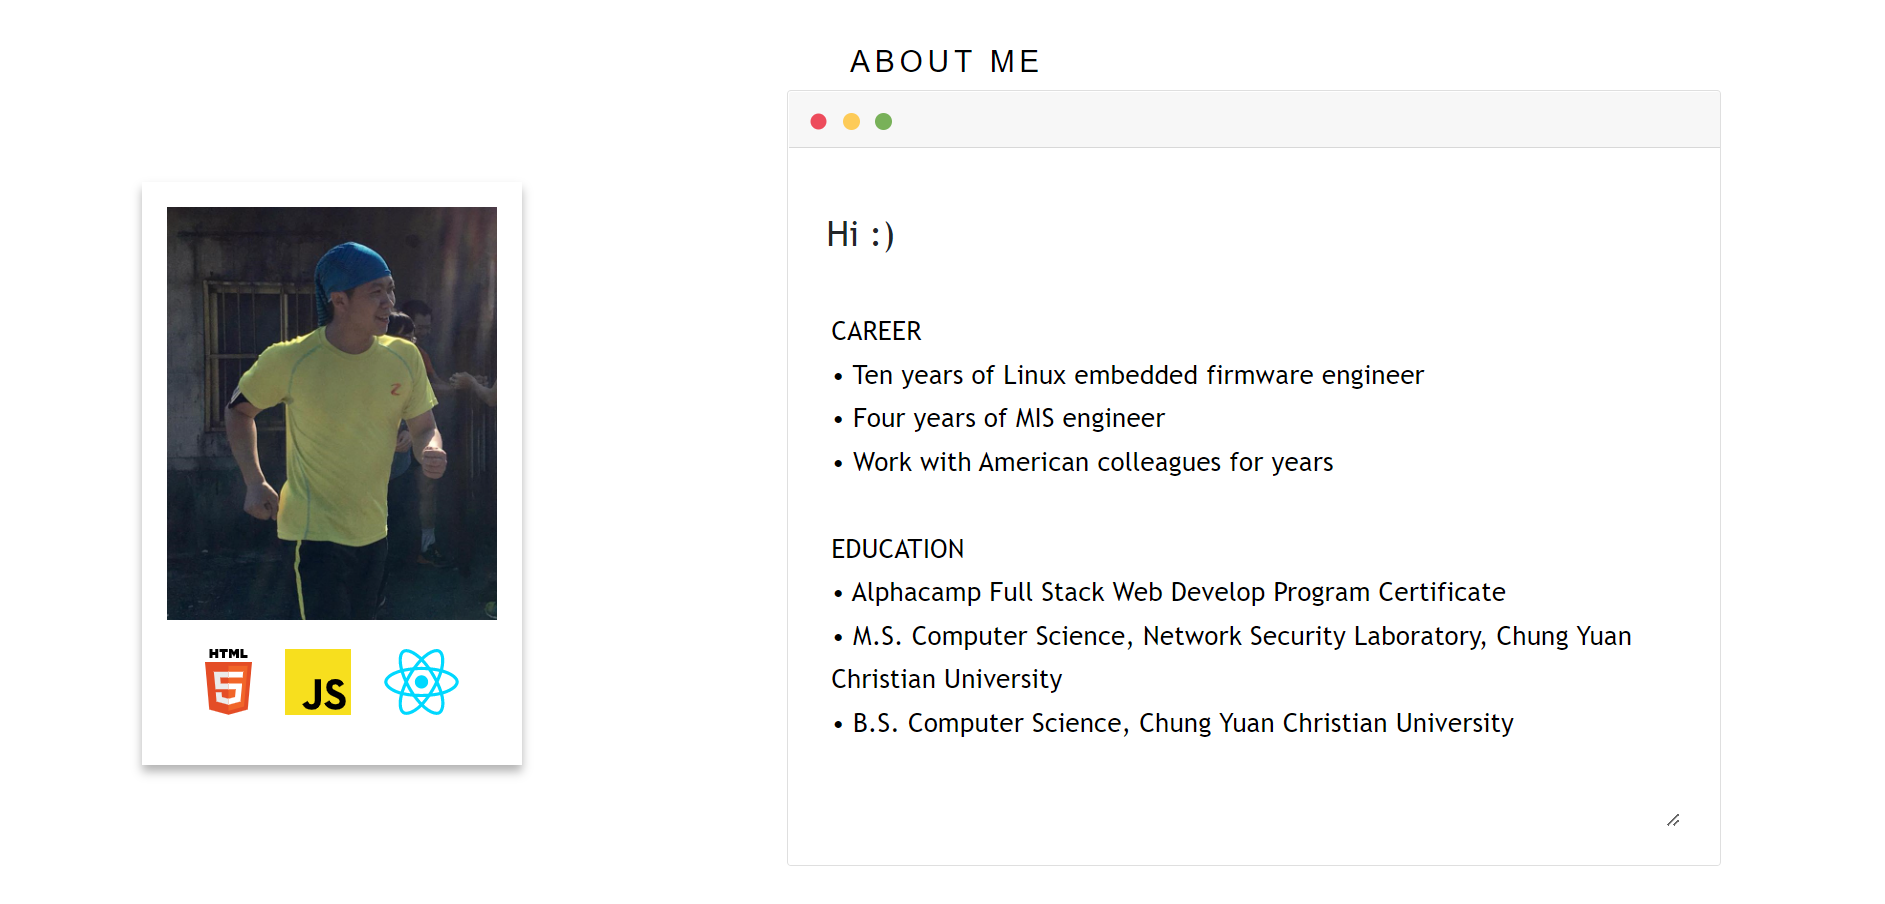 ABOUT ME
Hi :)
CAREER
• Ten years of Linux embedded firmware engineer
• Four years of MIS engineer
• Work with American colleagues for years
EDUCATION
• Alphacamp Full Stack Web Develop Program Certificate
• M.S. Computer Science, Network Security Laboratory, Chung Yuan
Christian University
• B.S. Computer Science, Chung Yuan Christian University
HTML
5
JS